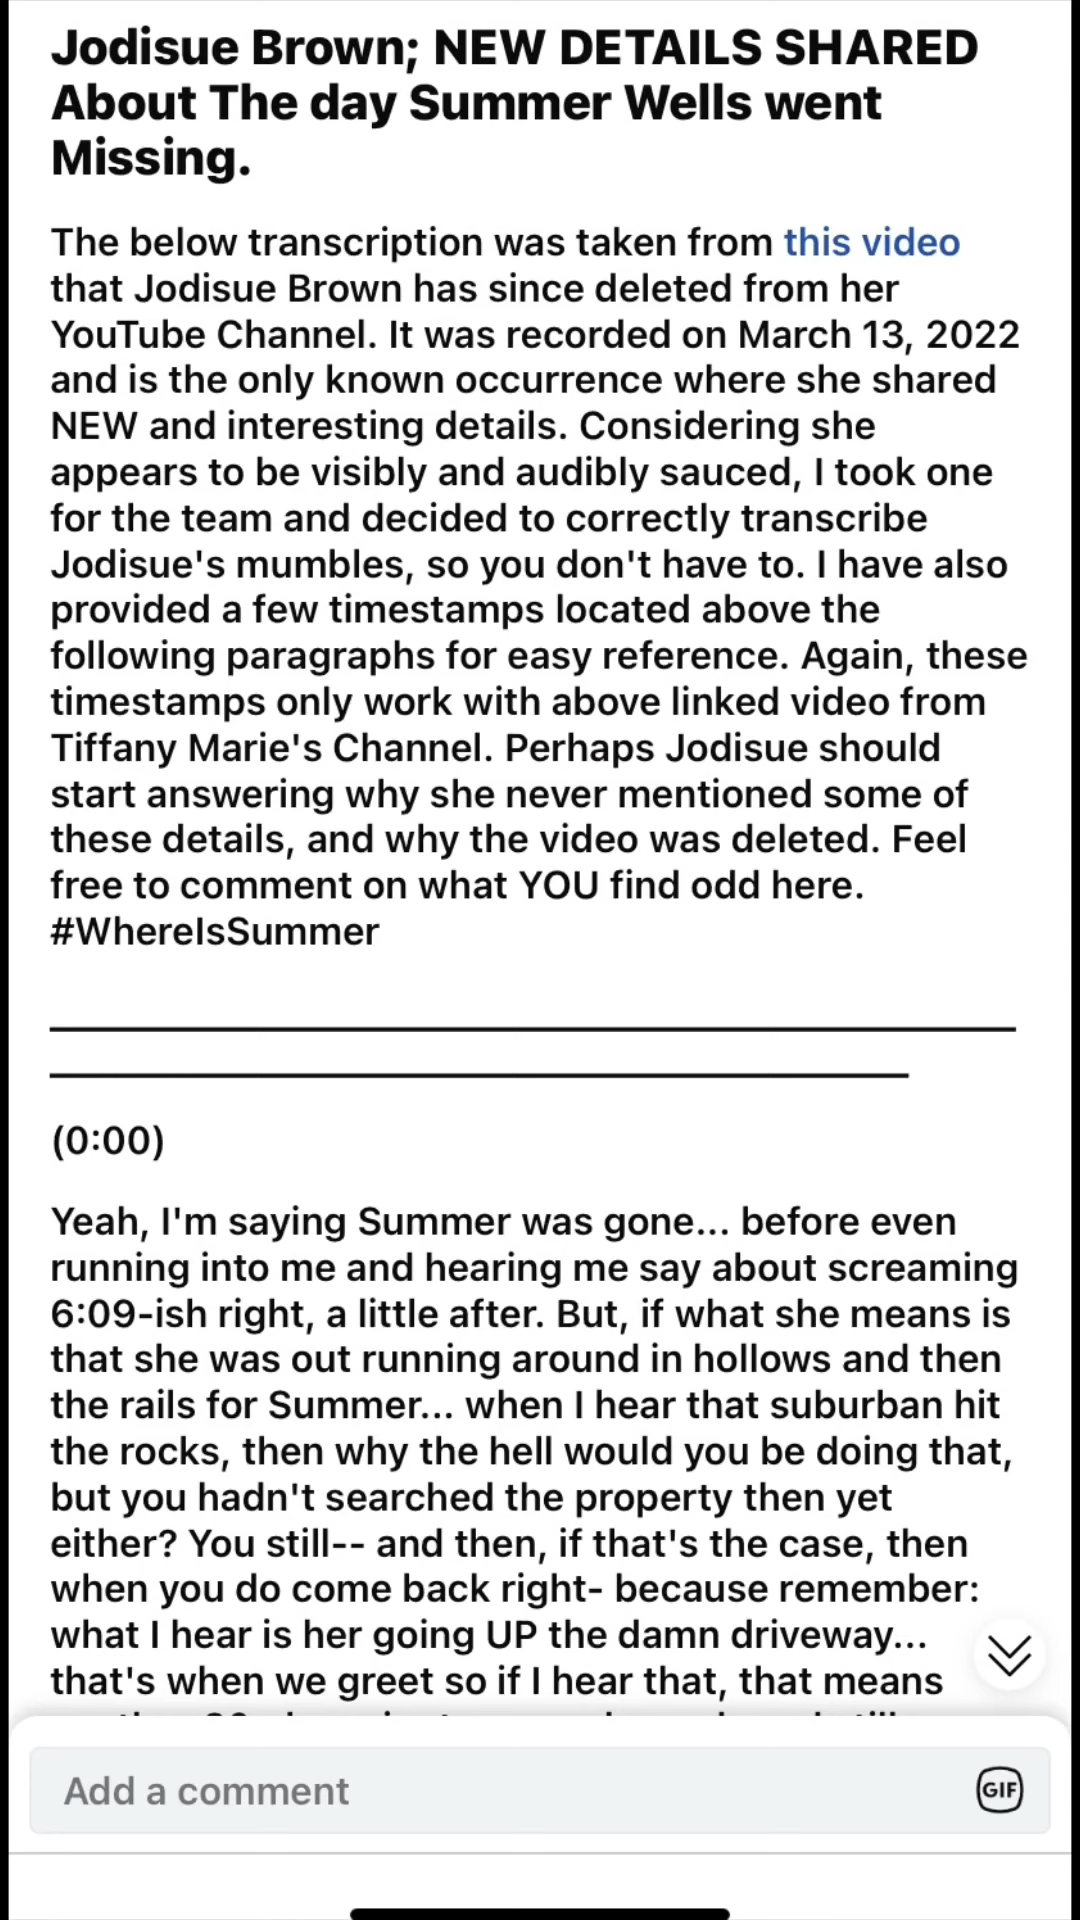 Jodisue Brown; NEW DETAILS SHARED
About The day Summer Wells went
Missing.
The below transcription was taken from this video
that Jodisue Brown has since deleted from her
YouTube Channel. It was recorded on March 13, 2022
and is the only known occurrence where she shared
NEW and interesting details. Considering she
appears to be visibly and audibly sauced, I took one
for the team and decided to correctly transcribe
Jodisue's mumbles, so you don't have to. I have also
provided a few timestamps located above the
following paragraphs for easy reference. Again, these
timestamps only work with above linked video from
Tiffany Marie's Channel. Perhaps Jodisue should
start answering why she never mentioned some of
these details, and why the video was deleted. Feel
free to comment on what YOU find odd here.
#WhereIsSummer
(0:00)
Yeah, I'm saying Summer was gone... before even
running into me and hearing me say about screaming
6:09-ish right, a little after. But, if what she means is
that she was out running around in hollows and then
the rails for Summer... when I hear that suburban hit
the rocks, then why the hell would you be doing that,
but you hadn't searched the property then yet
either? You still-- and then, if that's the case, then
when you do come back right- because remember:
what I hear is her going UP the damn driveway...
that's when we greet so if I hear that, that means
Add a comment
GIF